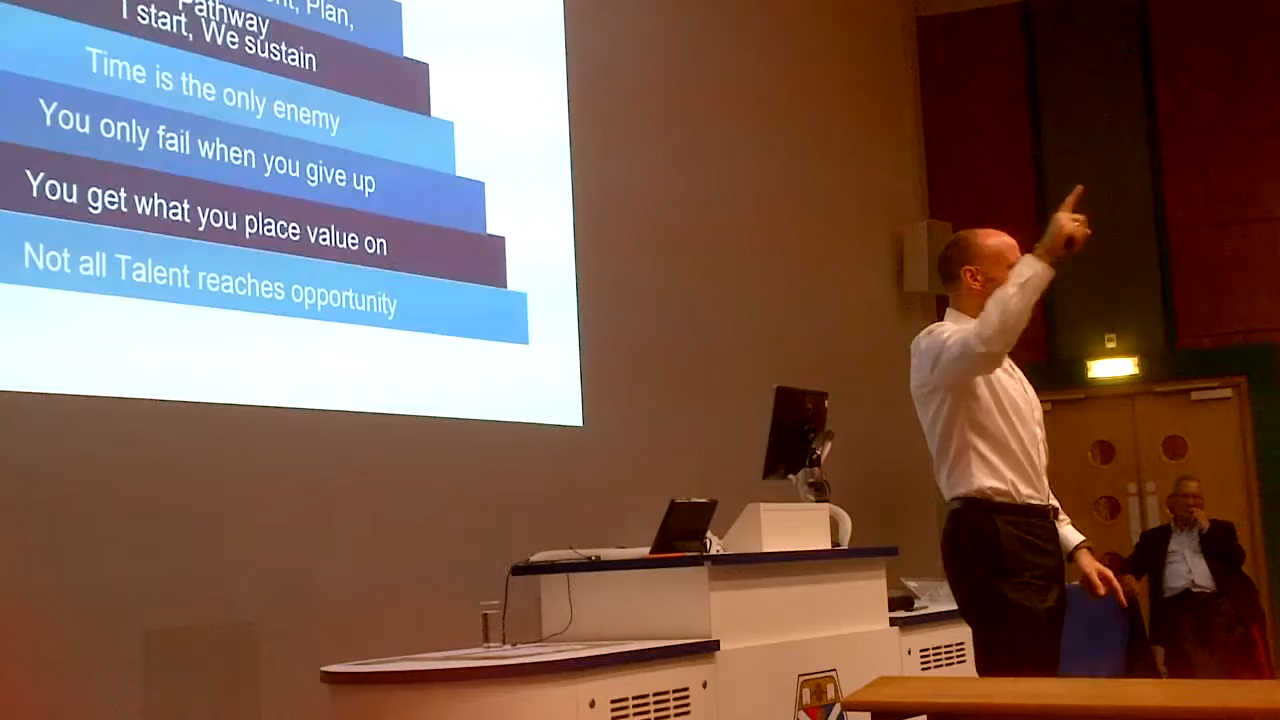 Plan,
Pathway
I start, We sustain
Time is the only enemy
You only fail when you give up
You get what you place value on
Not all Talent reaches opportunity